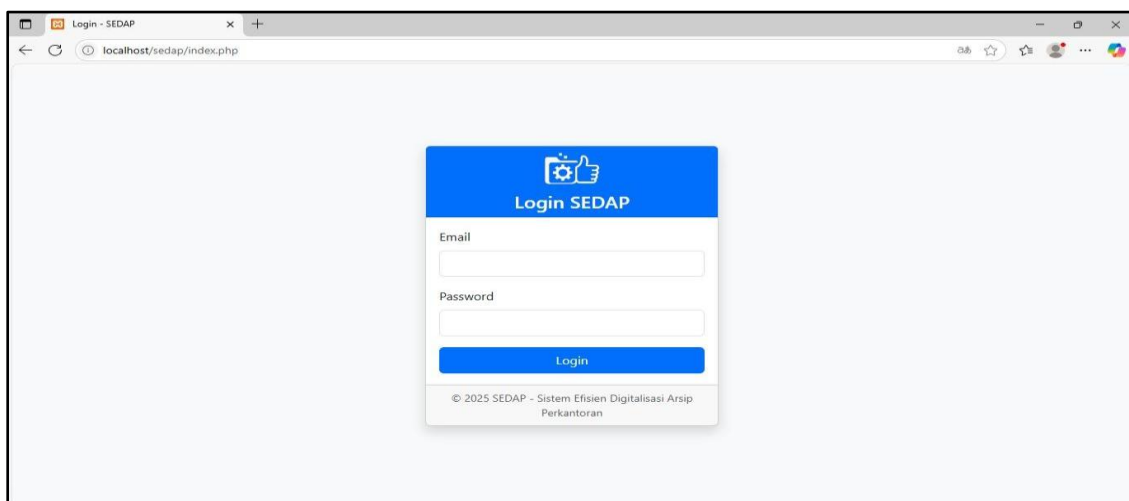 Login - SEDAP
localhost/sedap/index.php
Login SEDAP
Email
Password
Login
© 2025 SEDAP - Sistem Efisien Digitalisasi Arsip
Perkantoran